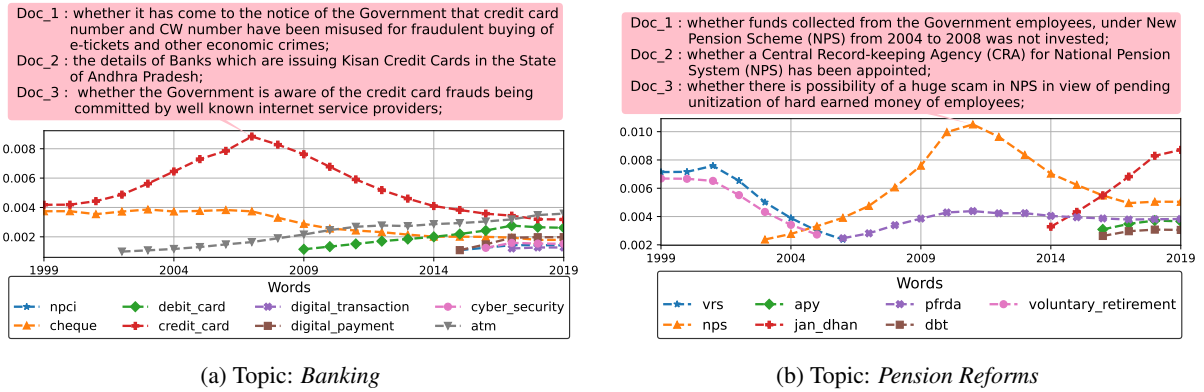 Doc_1 : whether it has come to the notice of the Government that credit card
number and CW number have been misused for fraudulent buying of
e-tickets and other economic crimes;
Doc_2 : the details of Banks which are issuing Kisan Credit Cards in the State
of Andhra Pradesh;
Doc_3 : whether the Government is aware of the credit card frauds being
committed by well known internet service providers;
0.008
0.006
0.004
0.002
1999 2004 2009 2014 2019
Words
npci debit_card digital_transaction cyber_security
cheque credit_card digital_payment atm
(a) Topic: Banking
Doc_1 : whether funds collected from the Government employees, under New
Pension Scheme (NPS) from 2004 to 2008 was not invested;
Doc_2 : whether a Central Record-keeping Agency (CRA) for National Pension
System (NPS) has been appointed;
Doc_3 : whether there is possibility of a huge scam in NPS in view of pending
unitization of hard earned money of employees;
0.010
0.008
0.006
0.004
0.002
1999 2004 2009 2014 2019
Words
vrs apy pfrda voluntary_retirement
nps jan_dhan dbt
(b) Topic: Pension Reforms